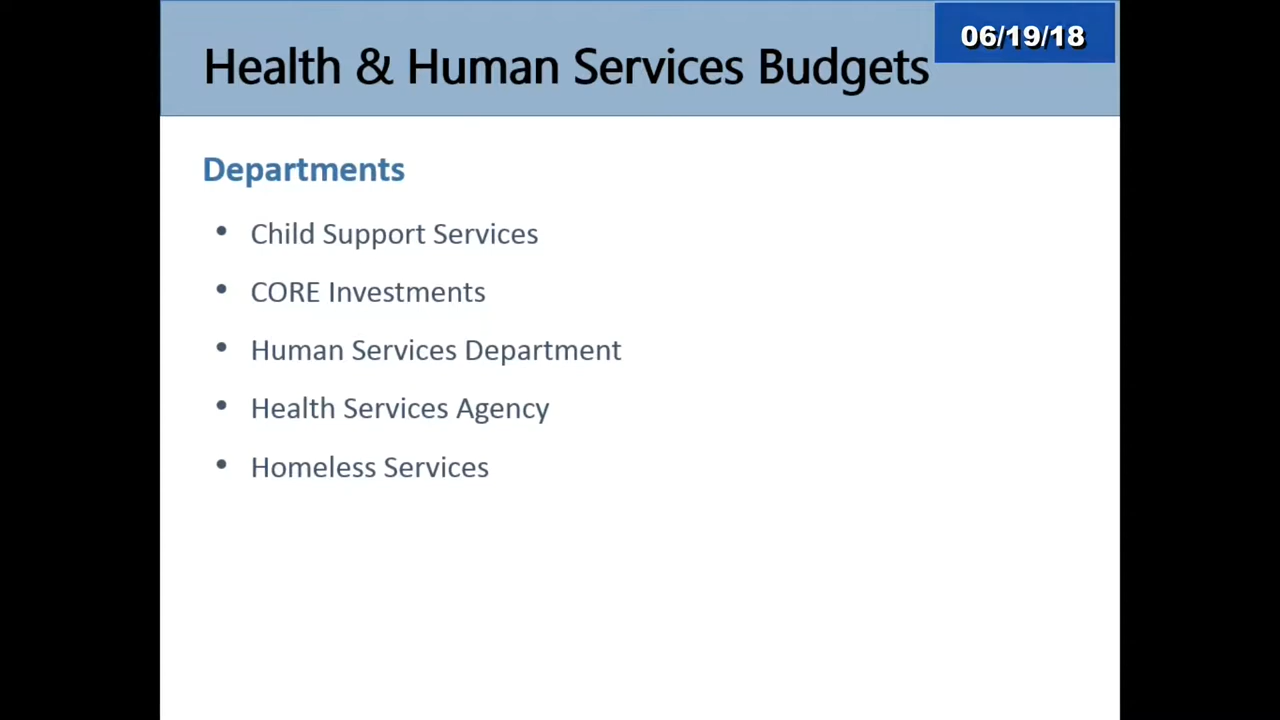 Health & Human Services Budgets
06/19/18
Departments
• Child Support Services
• CORE Investments
• Human Services Department
• Health Services Agency
• Homeless Services